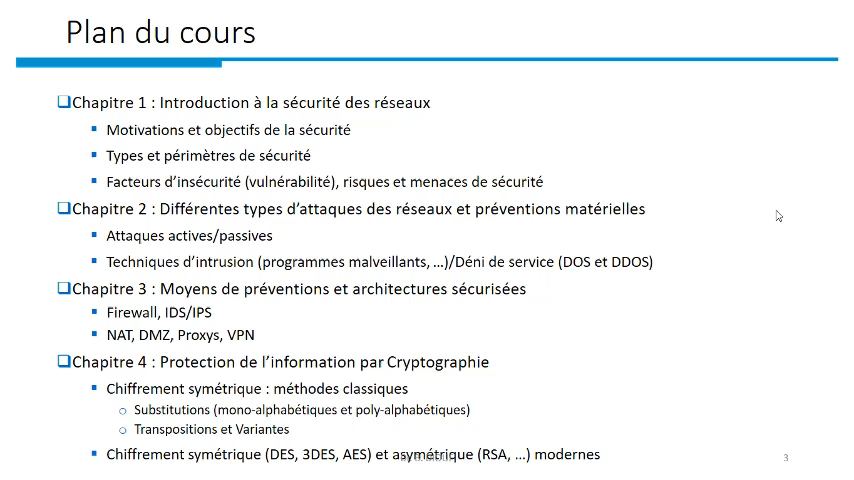 Plan du cours
Chapitre 1 : Introduction à la sécurité des réseaux
Motivations et objectifs de la sécurité
Types et périmètres de sécurité
Facteurs d'insécurité (vulnérabilité), risques et menaces de sécurité
Chapitre 2 : Différentes types d'attaques des réseaux et préventions matérielles
Attaques actives/passives
Techniques d'intrusion (programmes malveillants, …)/Déni de service (DOS et DDOS)
Chapitre 3 : Moyens de préventions et architectures sécurisées
Firewall, IDS/IPS
NAT, DMZ, Proxys, VPN
Chapitre 4 : Protection de l'information par Cryptographie
Chiffrement symétrique : méthodes classiques
Substitutions (mono-alphabétiques et poly-alphabétiques)
Transpositions et Variantes
Chiffrement symétrique (DES, 3DES, AES) et asymétrique (RSA, …) modernes
3